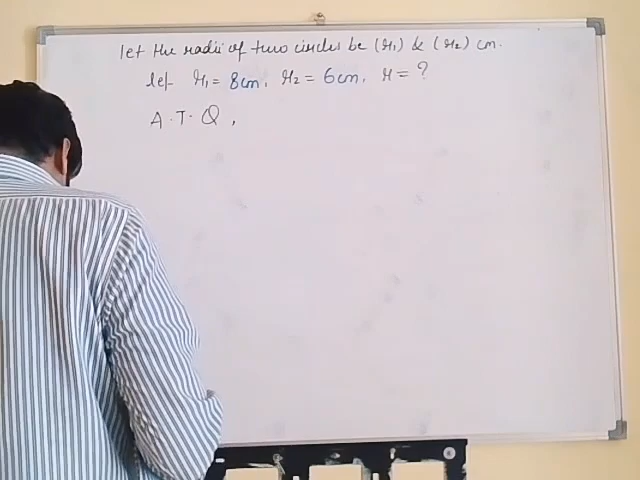 let the radii of two circles be (r₁) & (r₂) cm.
let r₁ = 8cm, r₂ = 6cm, r = ?
A.T.Q,